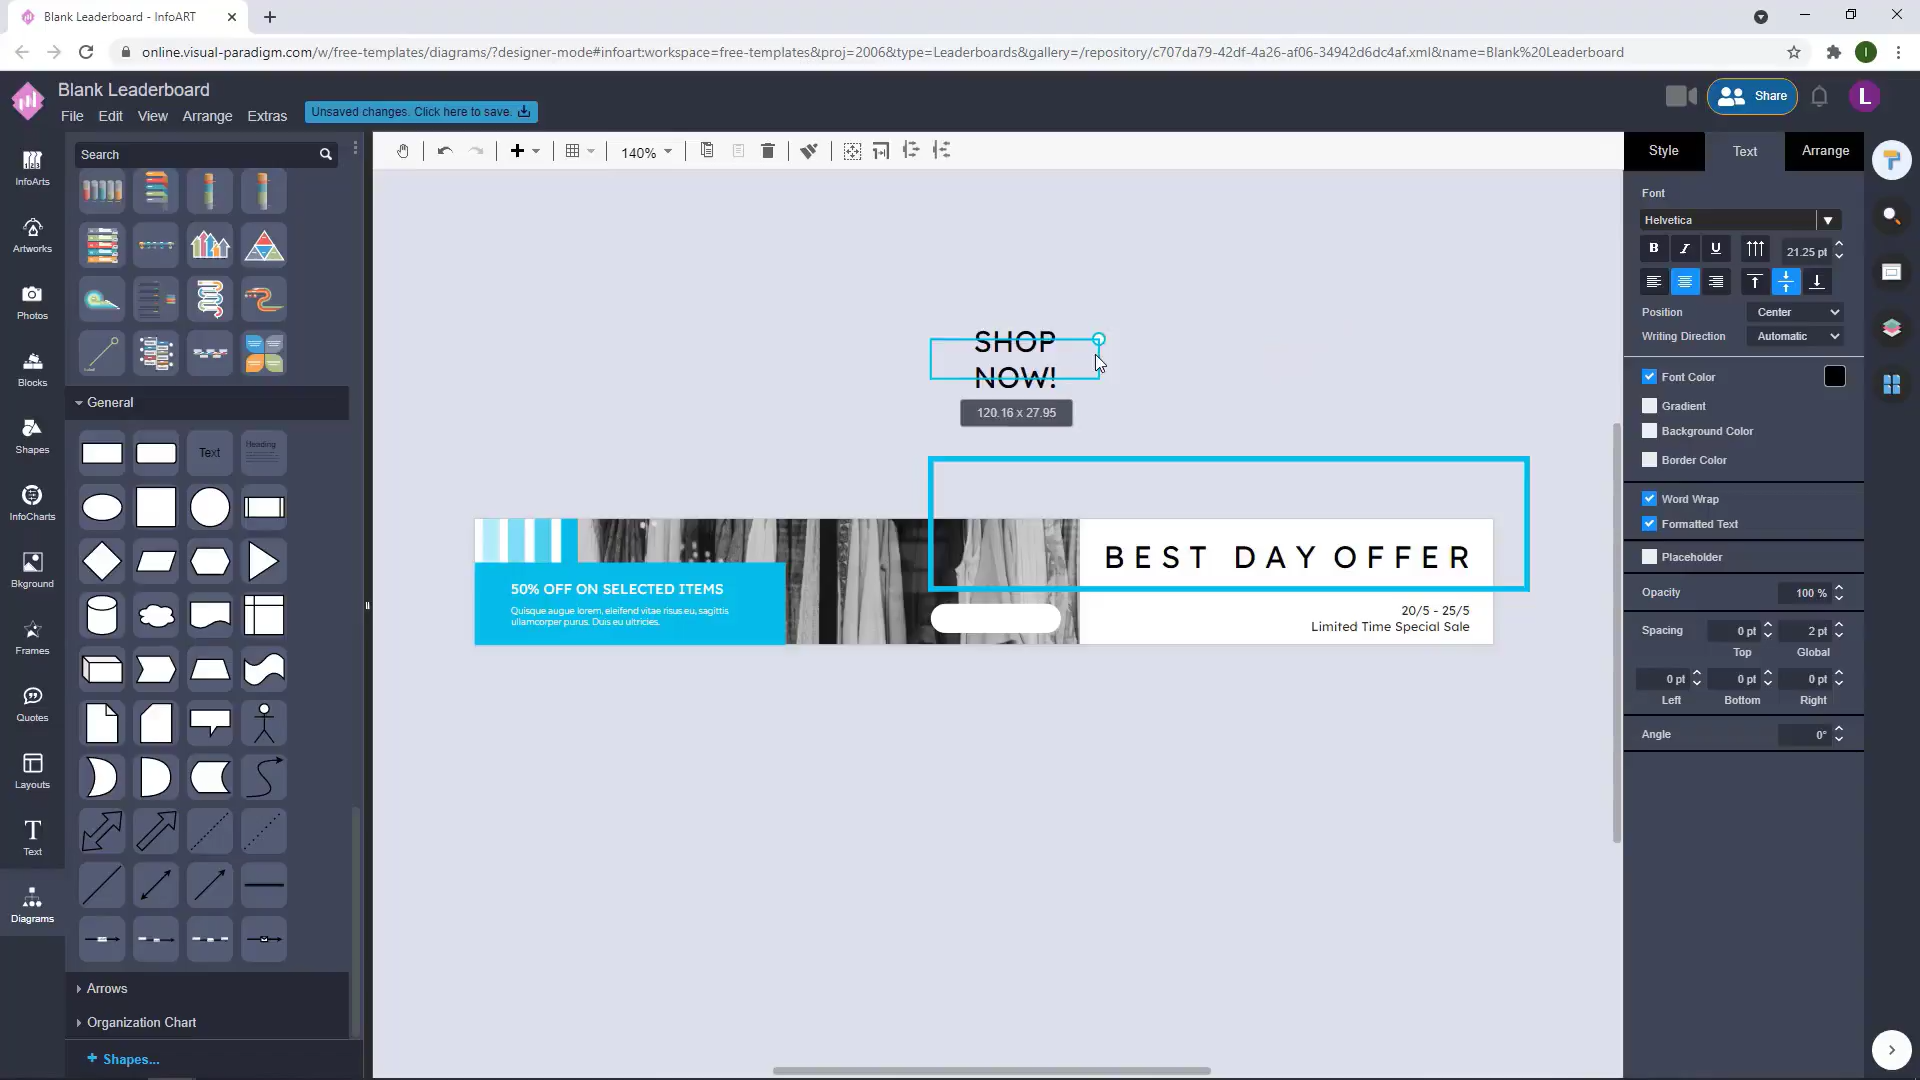 Blank Leaderboard - InfoART
online.visual-paradigm.com/w/free-templates/diagrams/?designer-mode#infoart:workspace=free-templates&proj=2006&type=Leaderboards&gallery=/repository/c707da79-42df-4a26-af06-34942d6dc4af.xml&name=Blank%20Leaderboard
I
Blank Leaderboard
File Edit View Arrange Extras
Unsaved changes. Click here to save.
Share
L
Search
140%
Style Text Arrange
InfoArts
Artworks
Photos
Blocks
Shapes
InfoCharts
Bkground
Frames
Quotes
Layouts
Text
Diagrams
General
Text
Heading
Arrows
Organization Chart
+ Shapes...
SHOP
NOW!
120.16 x 27.95
50% OFF ON SELECTED ITEMS
Quisque augue lorem, eleifend vitae risus eu, sagittis
ullamcorper purus. Duis eu ultricies.
BEST DAY OFFER
20/5 - 25/5
Limited Time Special Sale
Font
Helvetica
B I U 21.25 pt
Position Center
Writing Direction Automatic
Font Color
Gradient
Background Color
Border Color
Word Wrap
Formatted Text
Placeholder
Opacity 100 %
Spacing 0 pt 2 pt
Top Global
0 pt 0 pt 0 pt
Left Bottom Right
Angle 0°